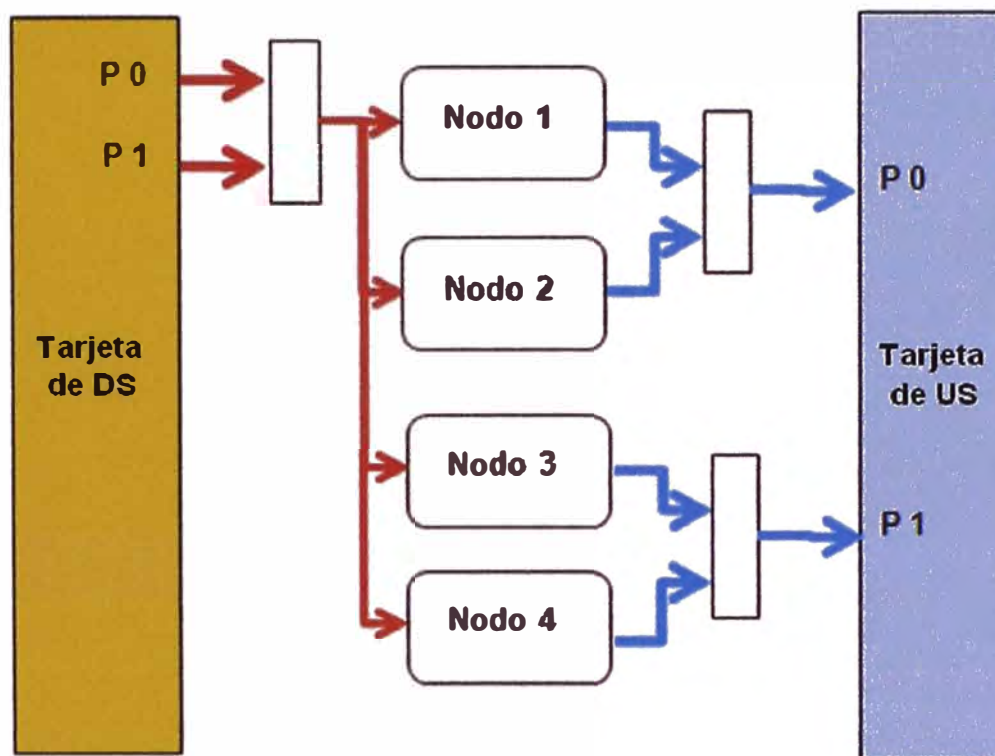 P 0
P 1
Tarjeta
de DS
Nodo 1
Nodo 2
Nodo 3
Nodo 4
P 0
Tarjeta
de US
P 1